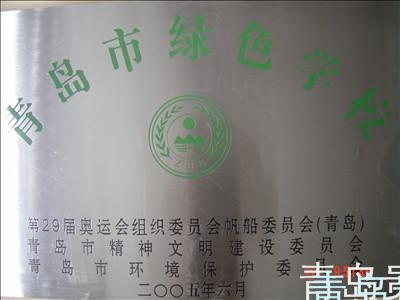 青岛市绿色学校
第29届奥运会组织委员会帆船委员会(青岛)
青岛市精神文明建设委员会
青岛市环境保护委员会
二〇〇五年六月